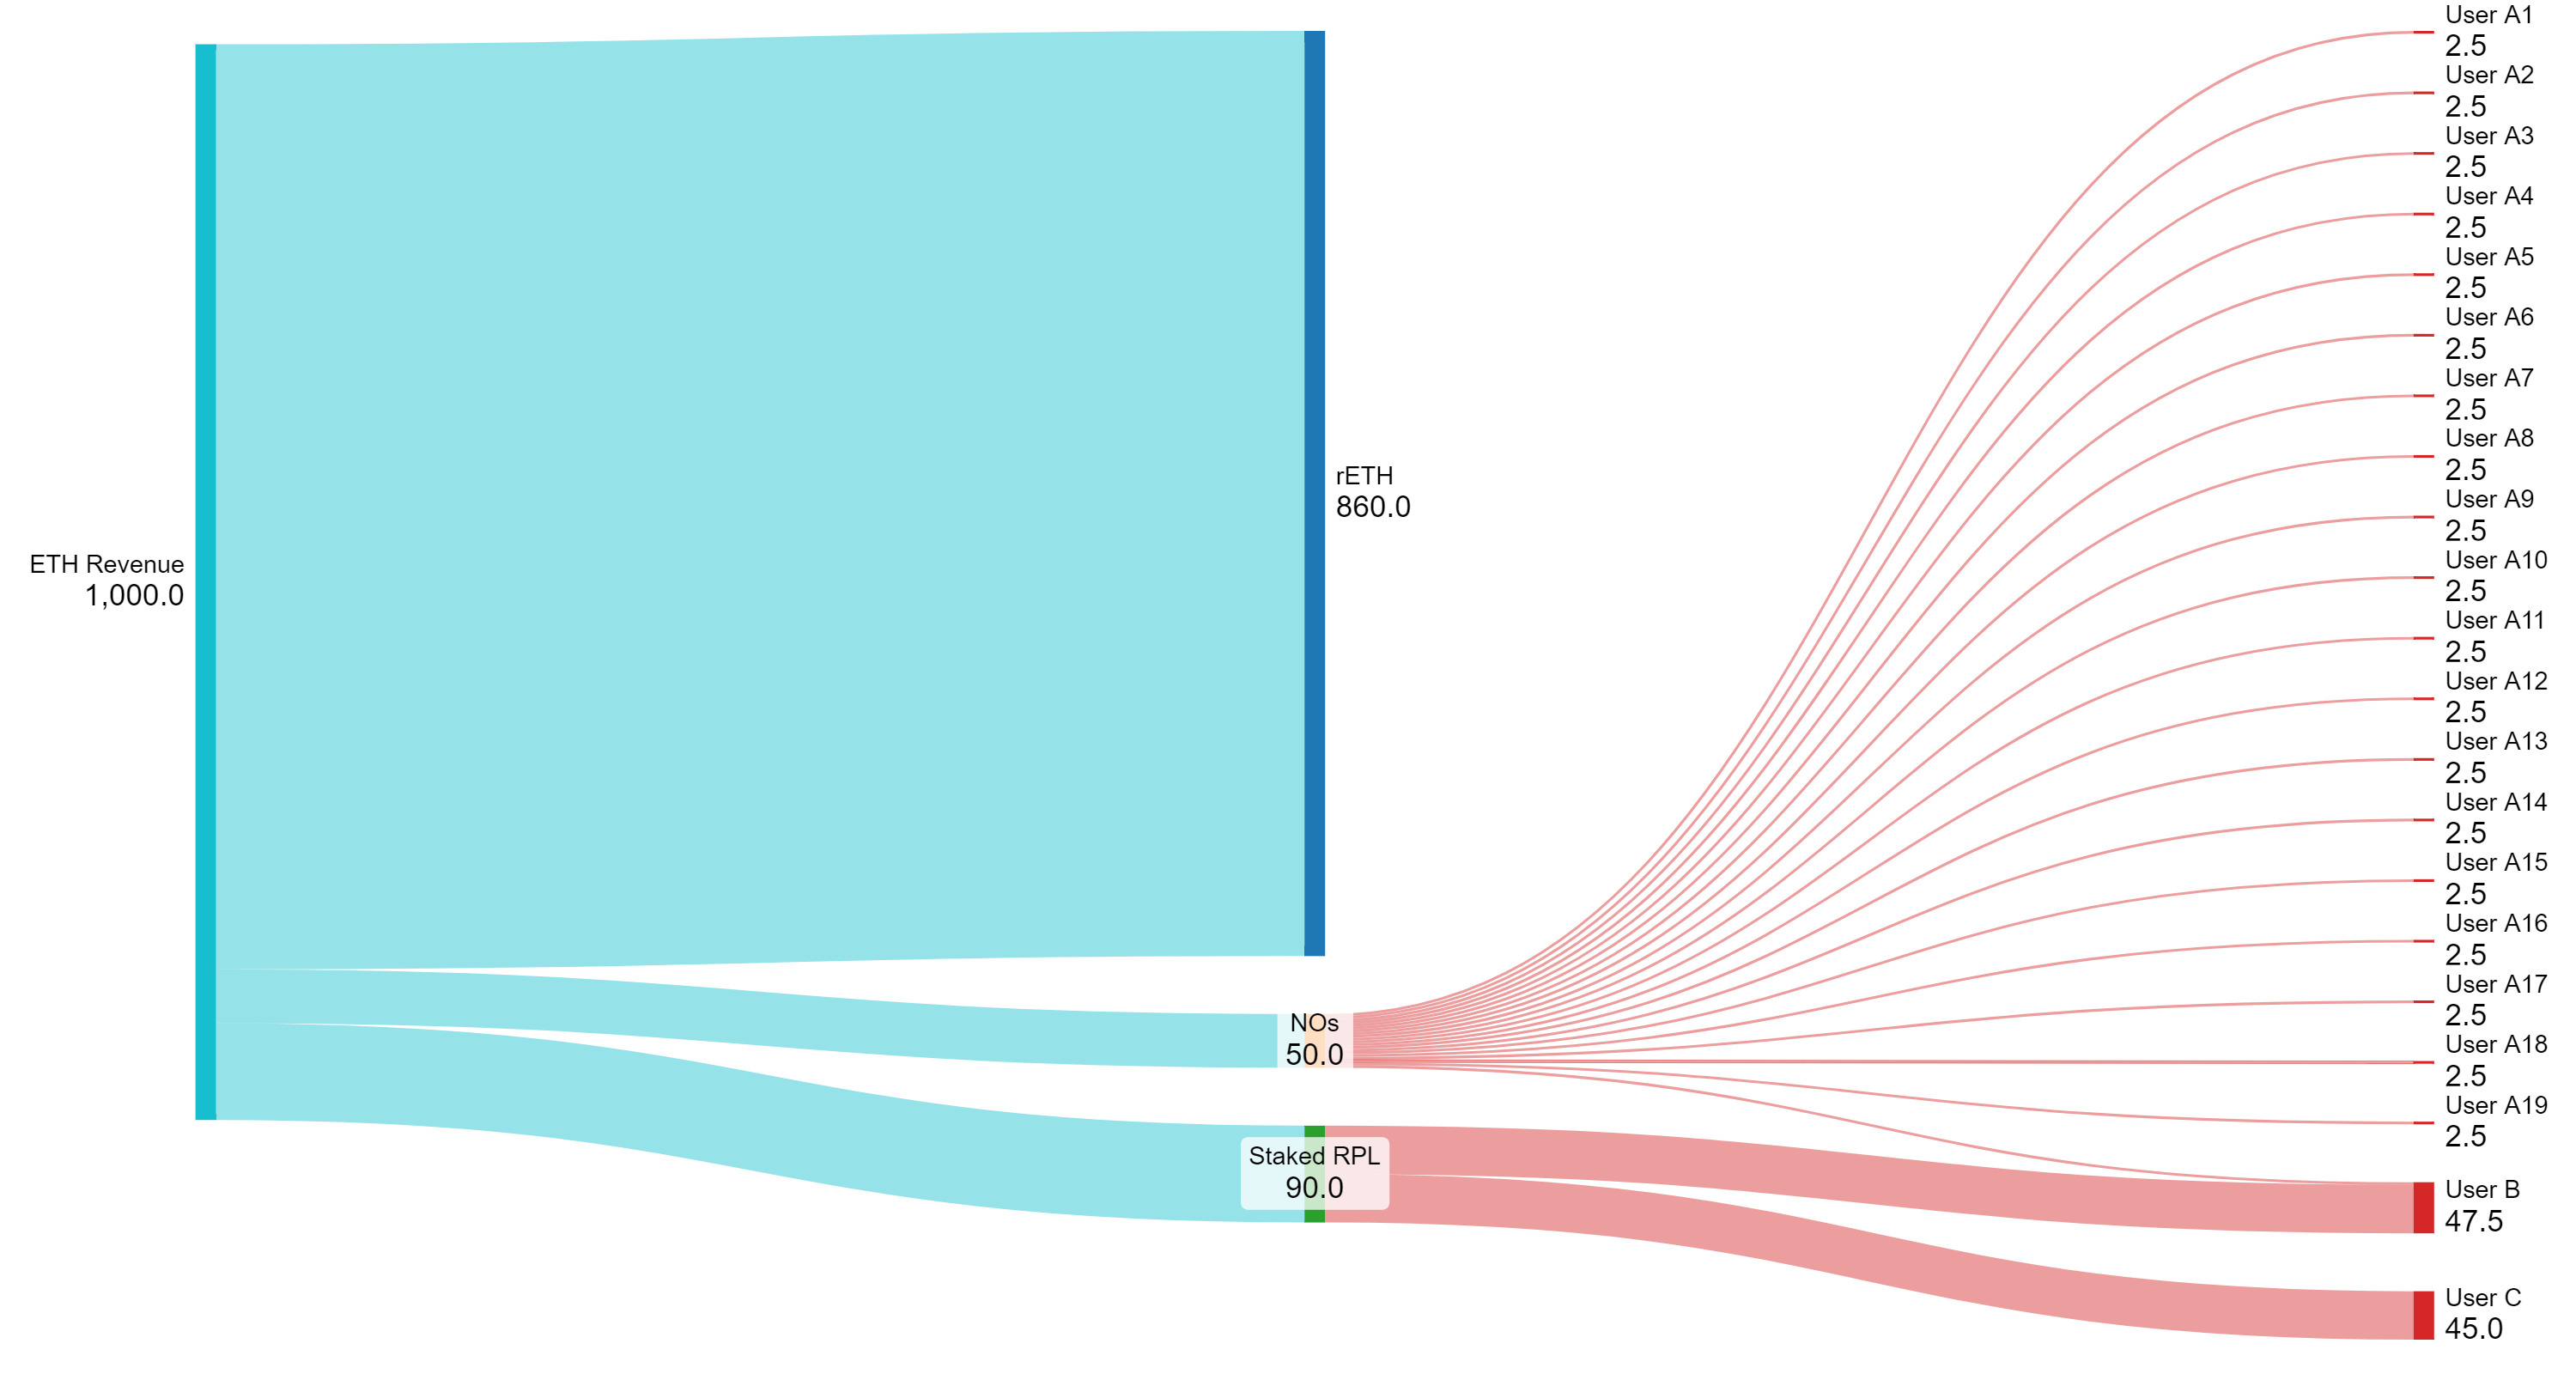 ETH Revenue
1,000.0
rETH
860.0
NOs
50.0
Staked RPL
90.0
User A1
2.5
User A2
2.5
User A3
2.5
User A4
2.5
User A5
2.5
User A6
2.5
User A7
2.5
User A8
2.5
User A9
2.5
User A10
2.5
User A11
2.5
User A12
2.5
User A13
2.5
User A14
2.5
User A15
2.5
User A16
2.5
User A17
2.5
User A18
2.5
User A19
2.5
User B
47.5
User C
45.0